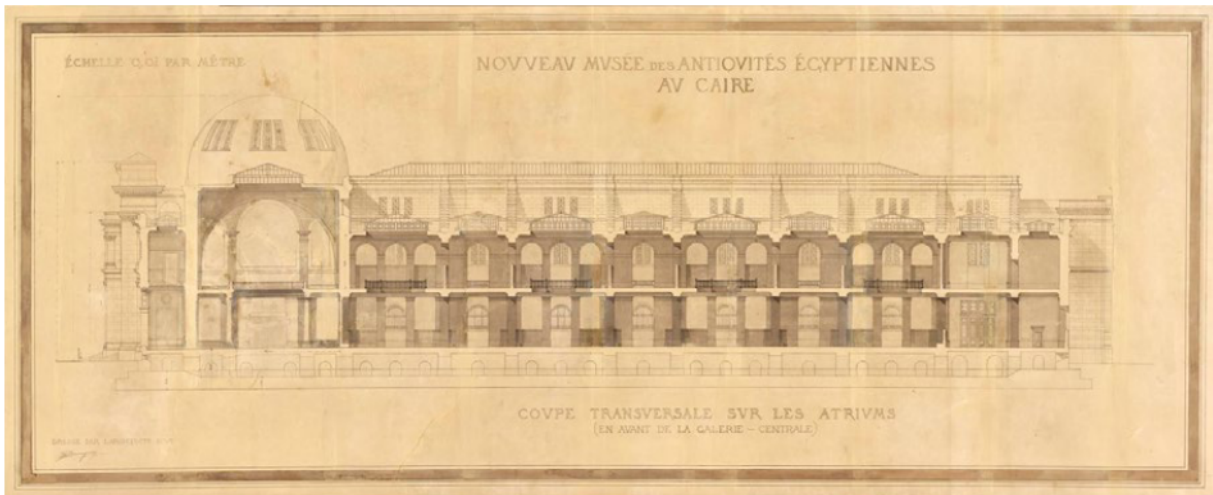 ÉCHELLE 0,01 PAR MÈTRE
NOVVEAV MVSÉE DES ANTIQVITÉS ÉGYPTIENNES
AV CAIRE
COVPE TRANSVERSALE SVR LES ATRIVMS
(EN AVANT DE LA GALERIE – CENTRALE)